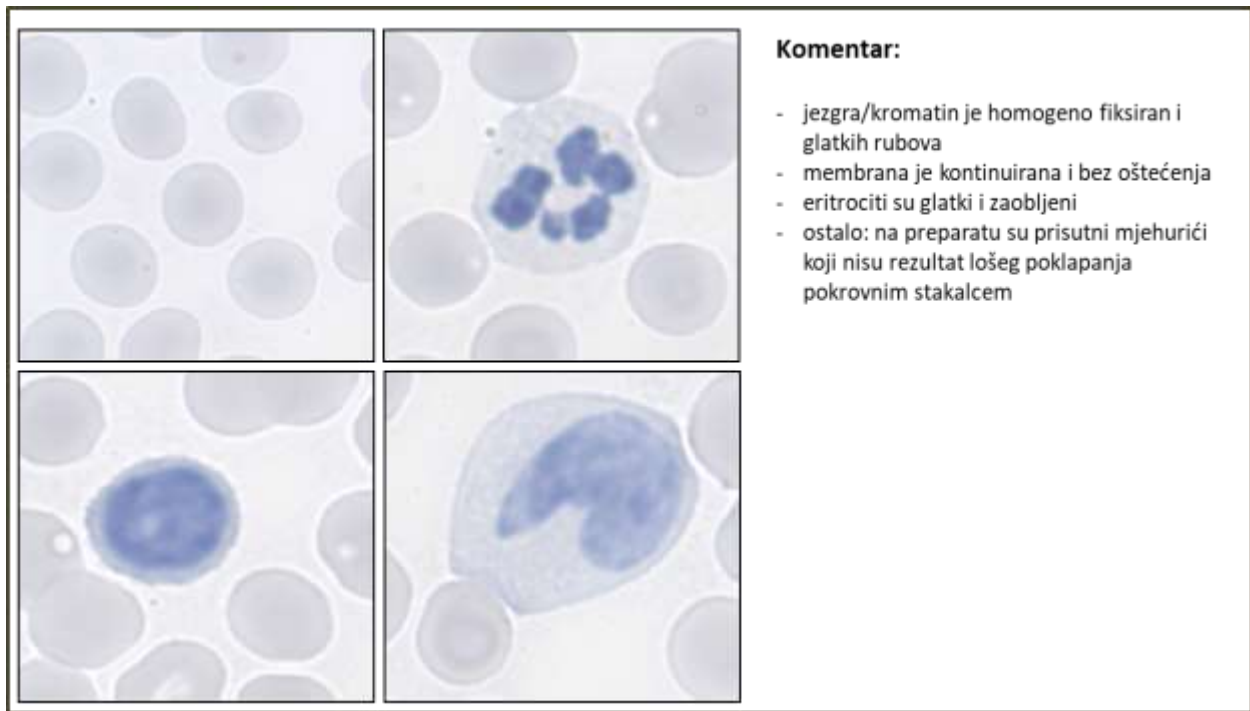 Komentar:
- jezgra/kromatin je homogeno fiksiran i
glatkih rubova
- membrana je kontinuirana i bez oštećenja
- eritrociti su glatki i zaobljeni
- ostalo: na preparatu su prisutni mjehurići
koji nisu rezultat lošeg poklapanja
pokrovnim stakalcem